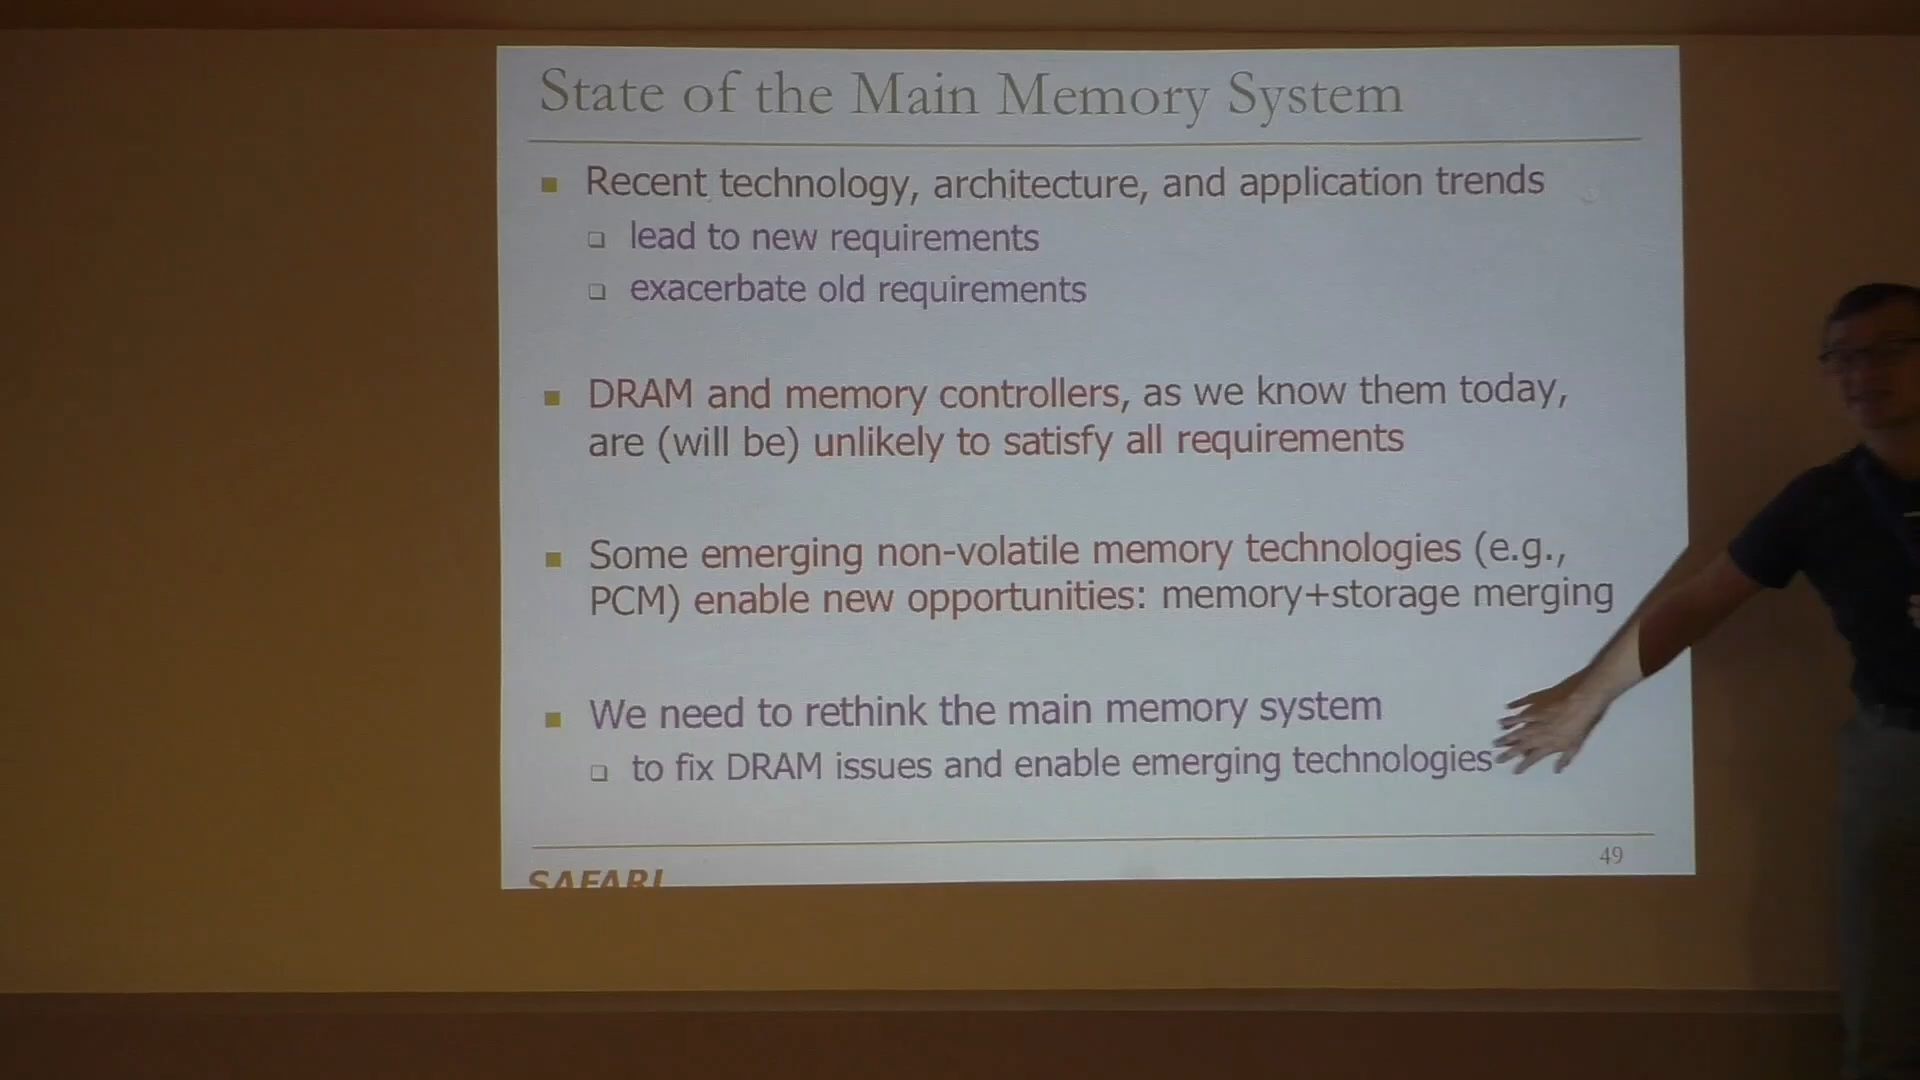 State of the Main Memory System
Recent technology, architecture, and application trends
lead to new requirements
exacerbate old requirements
DRAM and memory controllers, as we know them today,
are (will be) unlikely to satisfy all requirements
Some emerging non-volatile memory technologies (e.g.,
PCM) enable new opportunities: memory+storage merging
We need to rethink the main memory system
to fix DRAM issues and enable emerging technologies
SAFARI
49